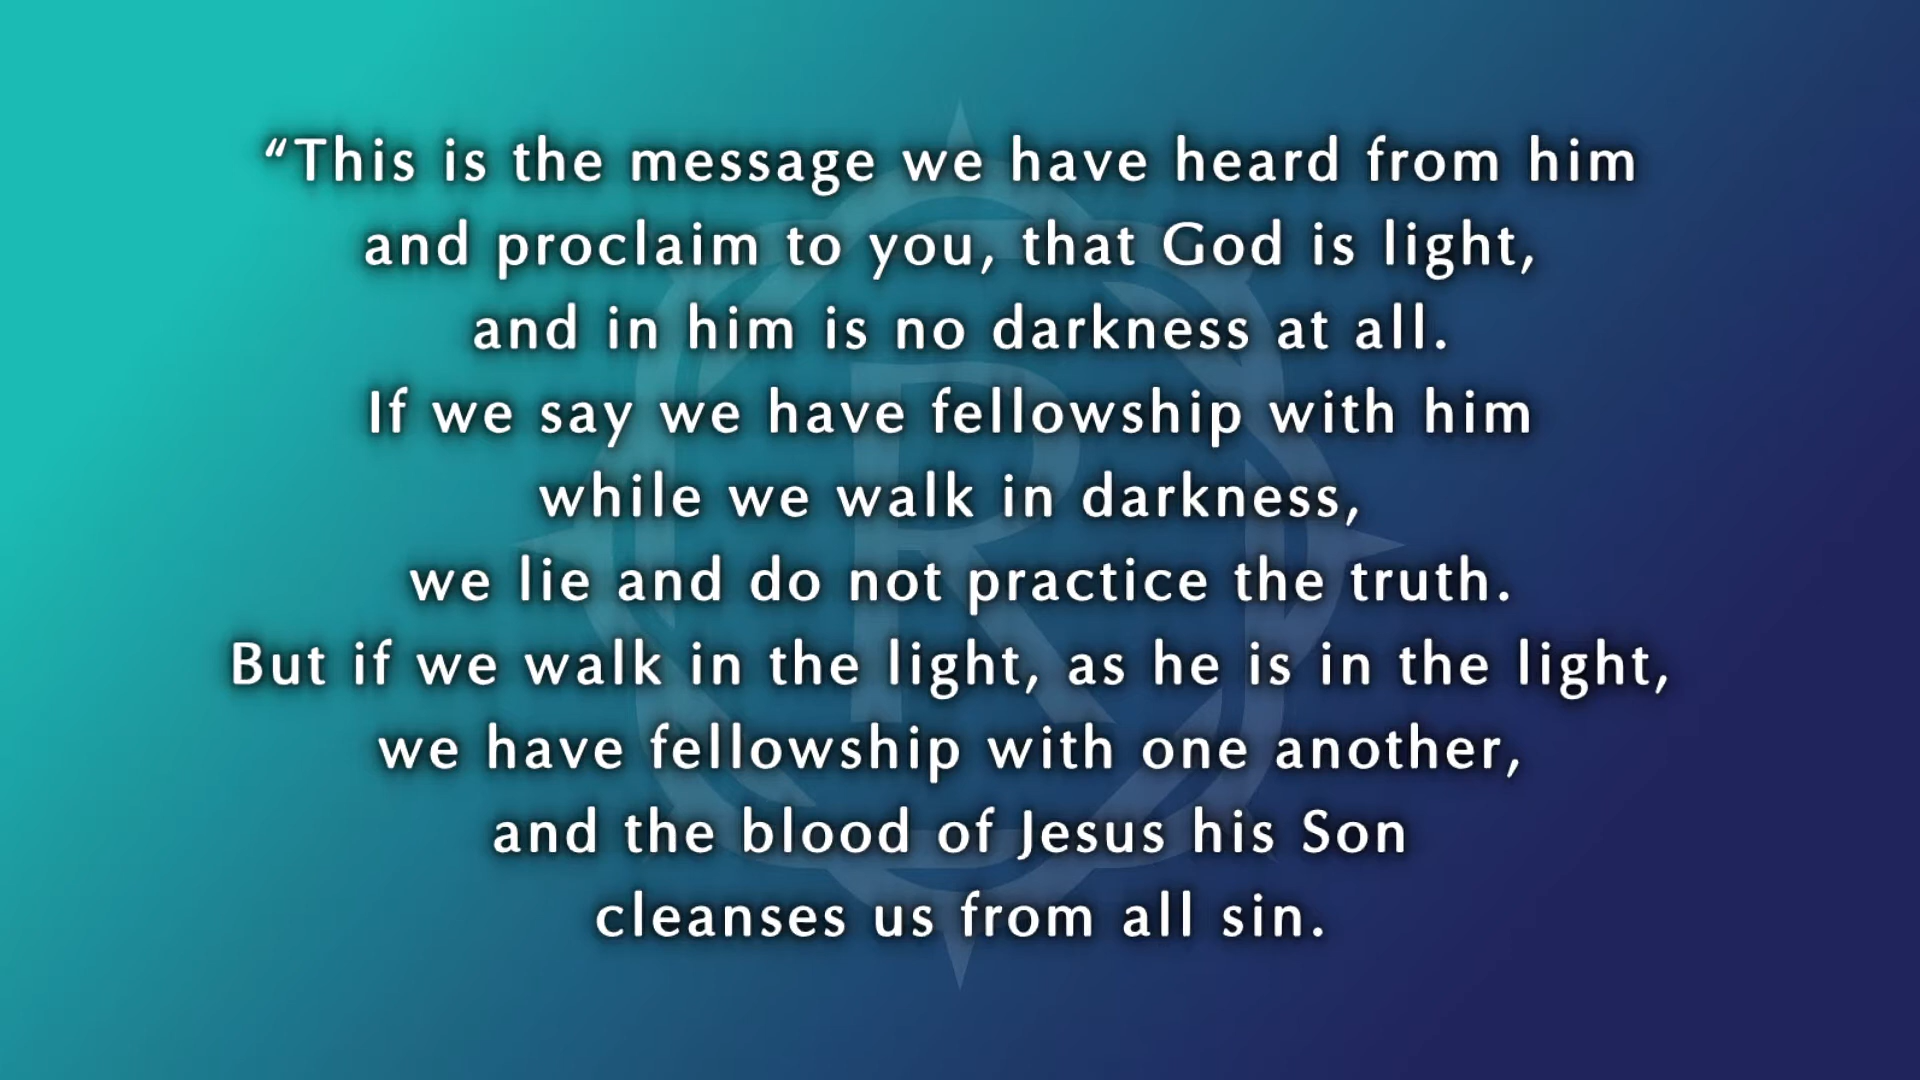 “This is the message we have heard from him
and proclaim to you, that God is light,
and in him is no darkness at all.
If we say we have fellowship with him
while we walk in darkness,
we lie and do not practice the truth.
But if we walk in the light, as he is in the light,
we have fellowship with one another,
and the blood of Jesus his Son
cleanses us from all sin.
R